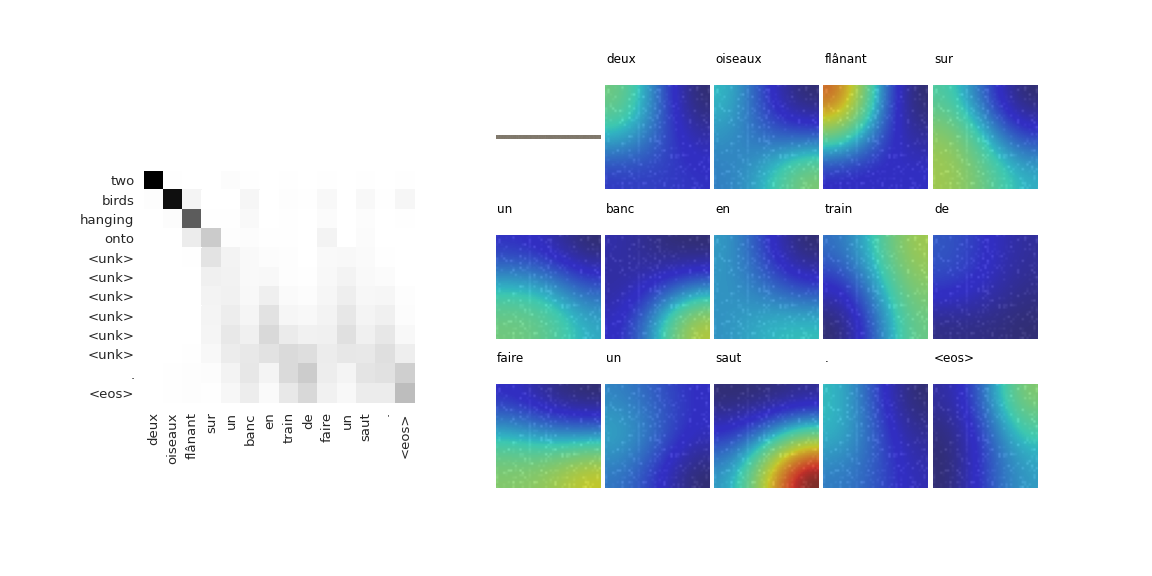 two
birds
hanging
onto
<unk>
<unk>
<unk>
<unk>
<unk>
<unk>
.
<eos>
deux
oiseaux
flânant
sur
un
banc
en
train
de
faire
un
saut
.
<eos>
deux oiseaux flânant sur
un banc en train de
faire un saut . <eos>